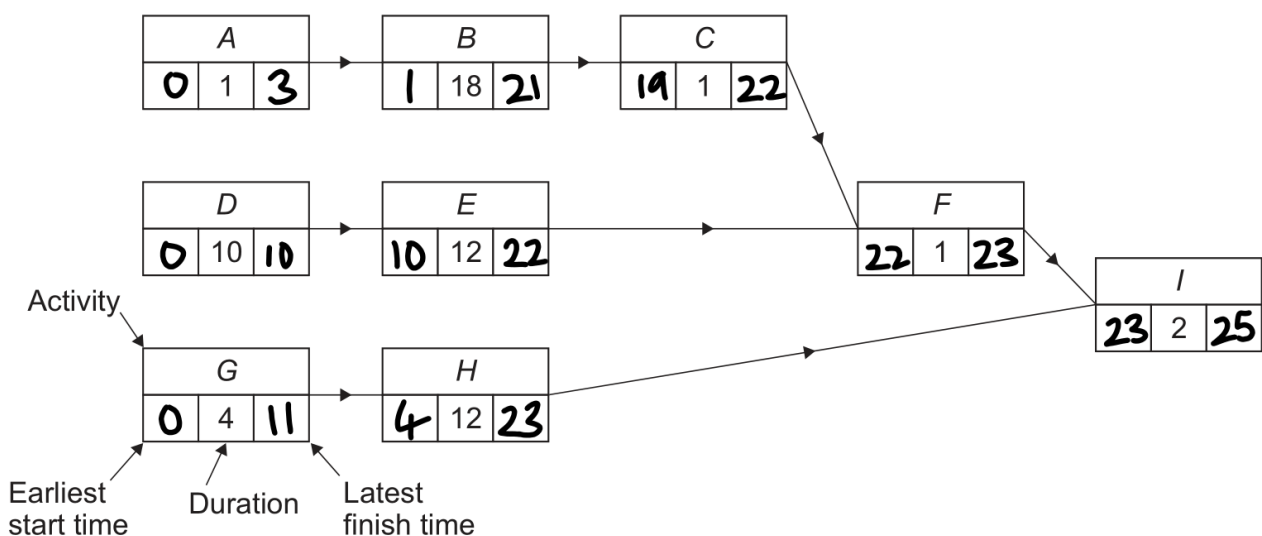 A B C
0 1 3 1 18 21 19 1 22
D E F
0 10 10 10 12 22 22 1 23
I
Activity
23 2 25
G H
0 4 11 4 12 23
Earliest
start time
Duration
Latest
finish time